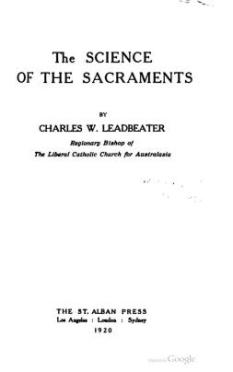 The SCIENCE
OF THE SACRAMENTS
BY
CHARLES W. LEADBEATER
Regionary Bishop of
The Liberal Catholic Church for Australasia
THE ST. ALBAN PRESS
Los Angeles : London : Sydney
1920
Google